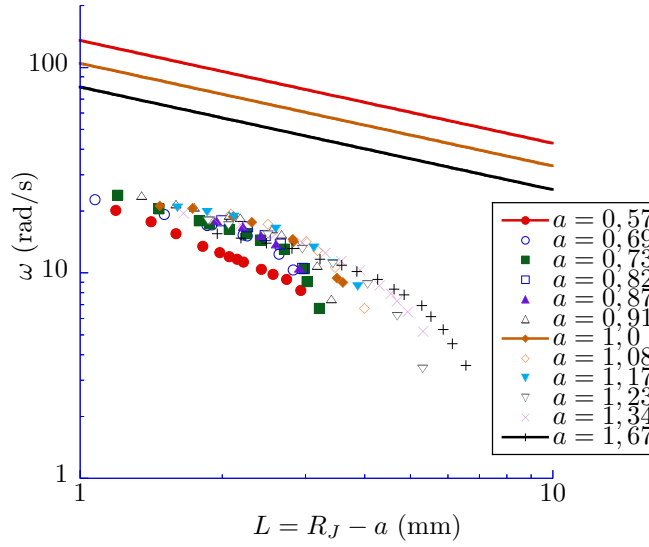 100
10
1
ω (rad/s)
1
10
L = R_J − a (mm)
a = 0, 57
a = 0, 69
a = 0, 73
a = 0, 82
a = 0, 87
a = 0, 91
a = 1, 0
a = 1, 08
a = 1, 17
a = 1, 23
a = 1, 34
a = 1, 67